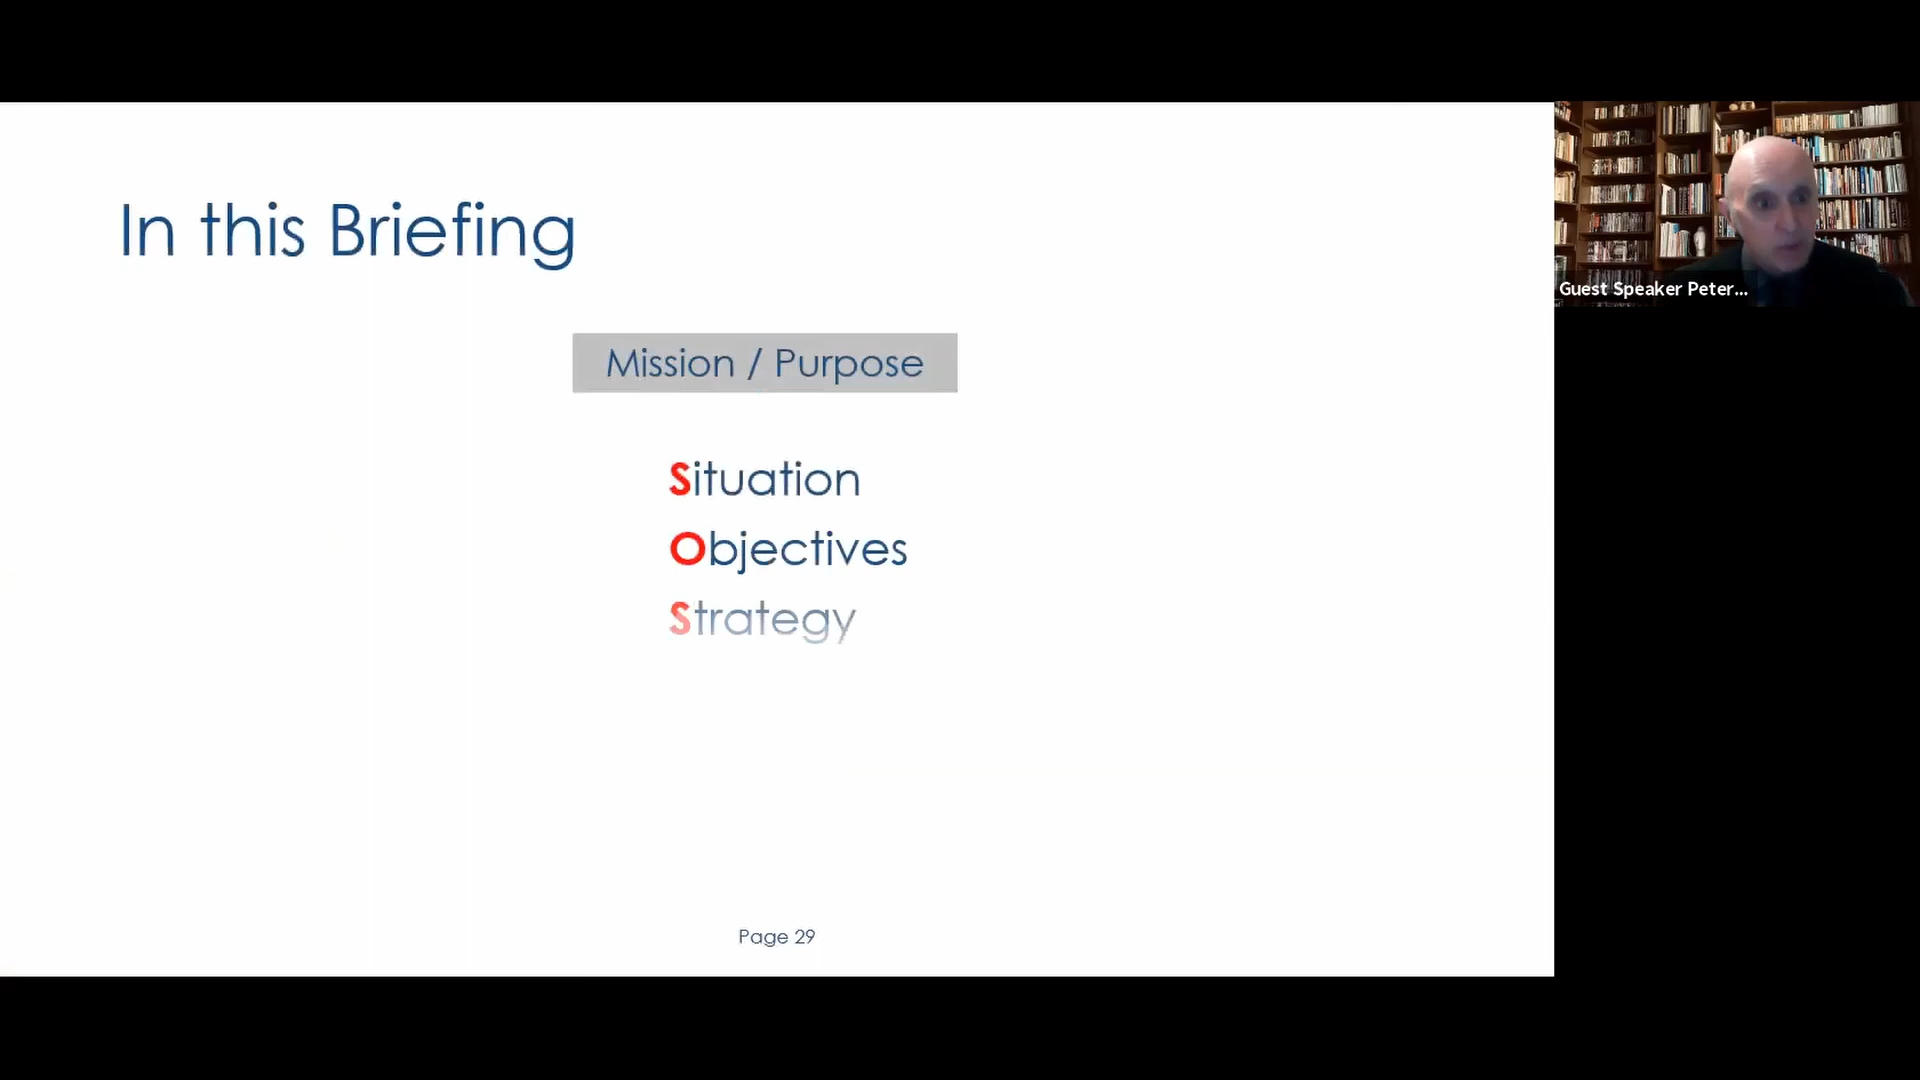 In this Briefing
Mission / Purpose
Situation
Objectives
Strategy
Page 29
Guest Speaker Peter...